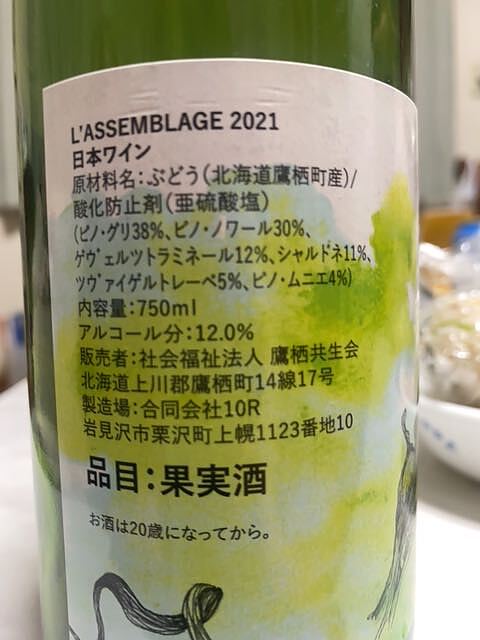 L'ASSEMBLAGE 2021
日本ワイン
原材料名：ぶどう(北海道鷹栖町産)/
酸化防止剤(亜硫酸塩)
(ピノ・グリ38%、ピノ・ノワール30%、
ゲヴェルツトラミネール12%、シャルドネ11%、
ツヴァイゲルトレーベ5%、ピノ・ムニエ4%)
内容量：750ml
アルコール分：12.0%
販売者：社会福祉法人 鷹栖共生会
北海道上川郡鷹栖町14線17号
製造場：合同会社10R
岩見沢市栗沢町上幌1123番地10
品目：果実酒
お酒は20歳になってから。